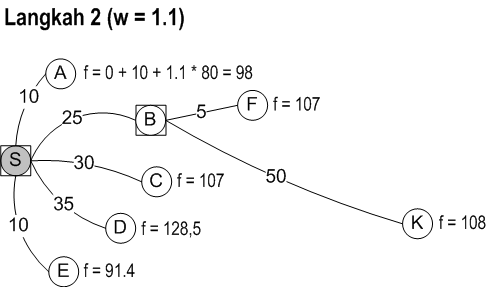 Langkah 2 (w = 1.1)
A f = 0 + 10 + 1.1 * 80 = 98
10
25
B
5
F f = 107
S
30
C f = 107
50
35
D f = 128,5
K f = 108
10
E f = 91.4